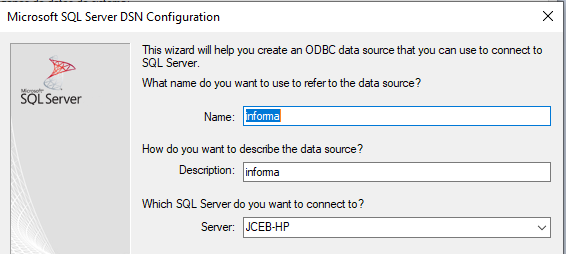 Microsoft SQL Server DSN Configuration
This wizard will help you create an ODBC data source that you can use to connect to
SQL Server.
What name do you want to use to refer to the data source?
Name: informa
How do you want to describe the data source?
Description: informa
Which SQL Server do you want to connect to?
Server: JCEB-HP
Microsoft
SQL Server